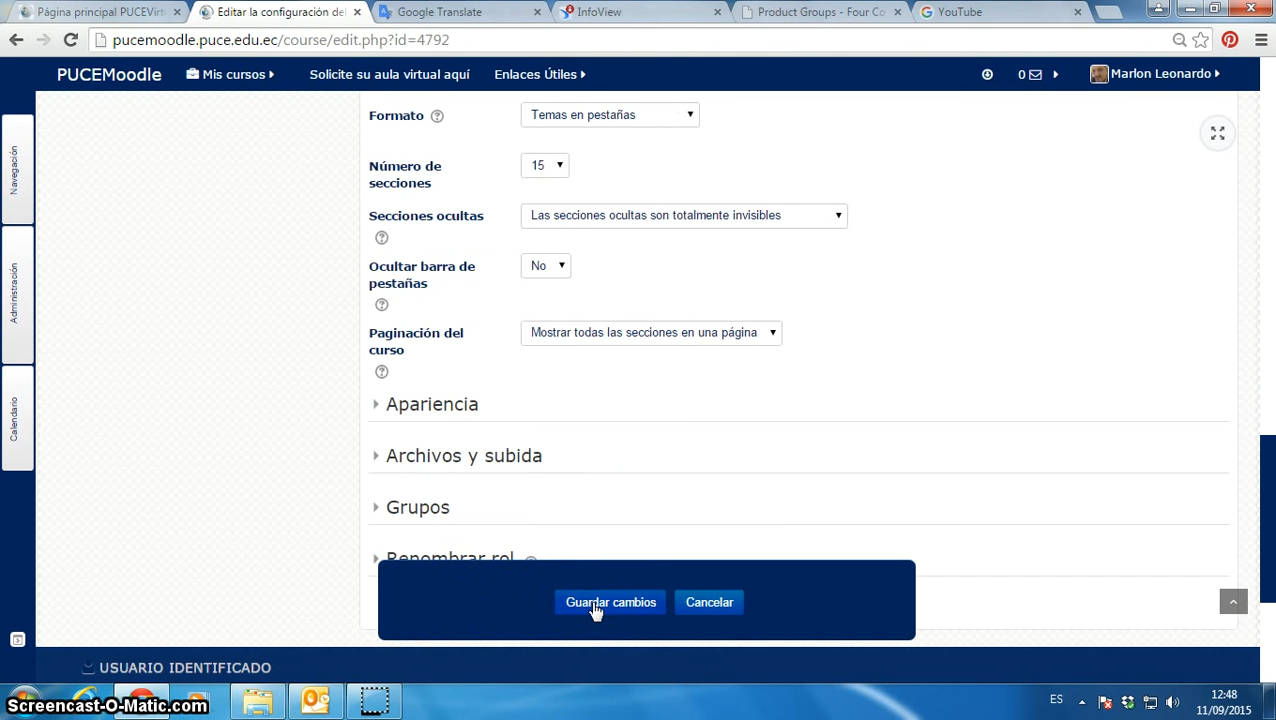 Página principal PUCEVirt
Editar la configuración del
Google Translate
InfoView
Product Groups - Four Co
YouTube
pucemoodle.puce.edu.ec/course/edit.php?id=4792
PUCEMoodle
Mis cursos
Solicite su aula virtual aquí
Enlaces Útiles
0
Marlon Leonardo
Navegación
Administración
Calendario
Formato
Temas en pestañas
Número de
secciones
15
Secciones ocultas
Las secciones ocultas son totalmente invisibles
Ocultar barra de
pestañas
No
Paginación del
curso
Mostrar todas las secciones en una página
Apariencia
Archivos y subida
Grupos
Renombrar rol
Guardar cambios
Cancelar
USUARIO IDENTIFICADO
Screencast-O-Matic.com
ES
12:48
11/09/2015